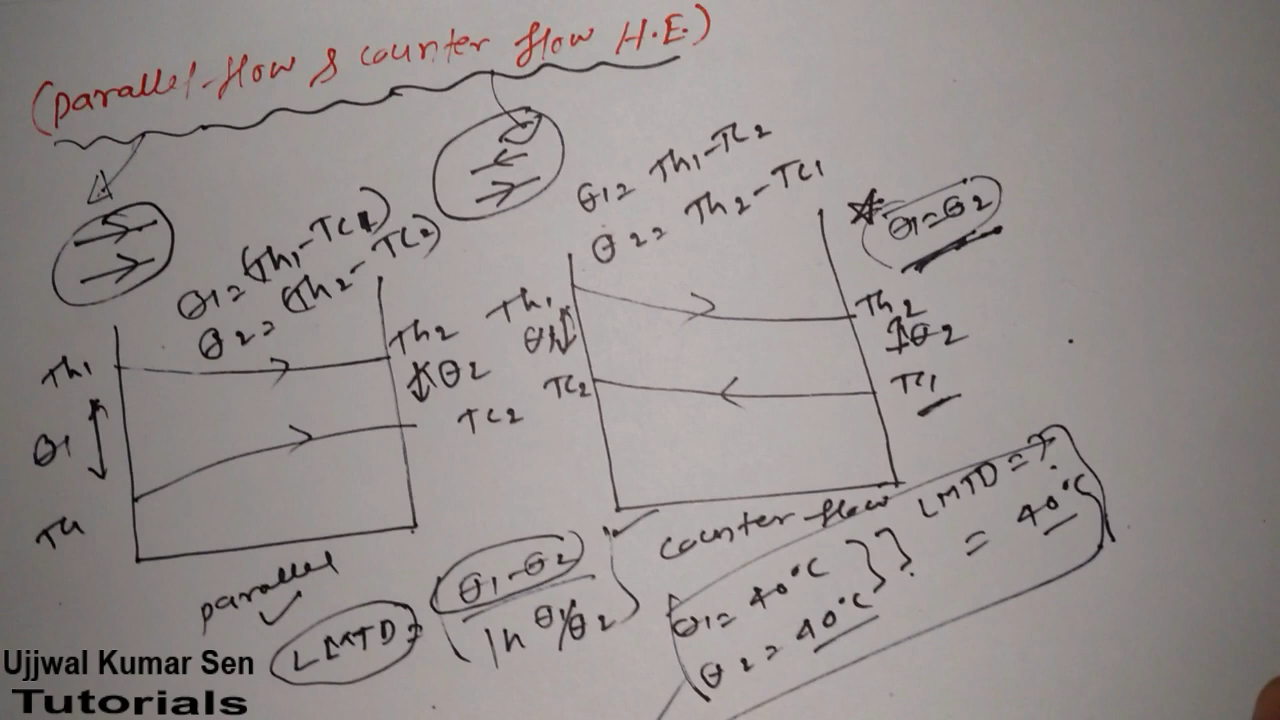 (parallel-flow & counter flow H.E.)
θ1 = (Th1-Tc1)
θ2 = (Th2-Tc2)
θ1 = Th1-Tc2
θ2 = Th2-Tc1
θ1=θ2
Th1
θ1
Th2
θ2
Tc2
parallel
Th1
Tc2
Th2
θ2
Tc1
counter flow
LMTD = θ1-θ2
ln θ1/θ2
LMTD = ?
θ1 = 40°C
θ2 = 40°C
= 40°C
Ujjwal Kumar Sen
Tutorials